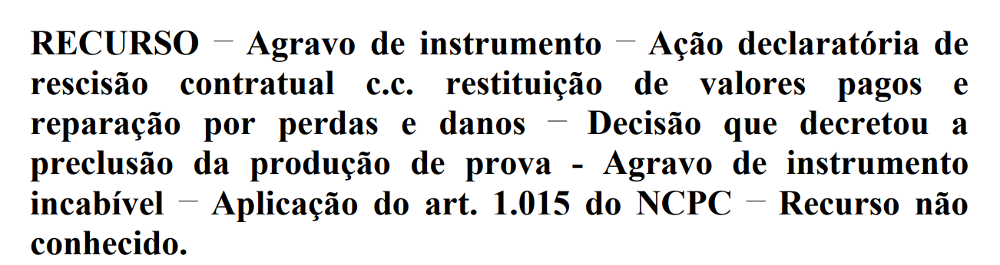 RECURSO — Agravo de instrumento — Ação declaratória de
rescisão contratual c.c. restituição de valores pagos e
reparação por perdas e danos — Decisão que decretou a
preclusão da produção de prova - Agravo de instrumento
incabível — Aplicação do art. 1.015 do NCPC — Recurso não
conhecido.